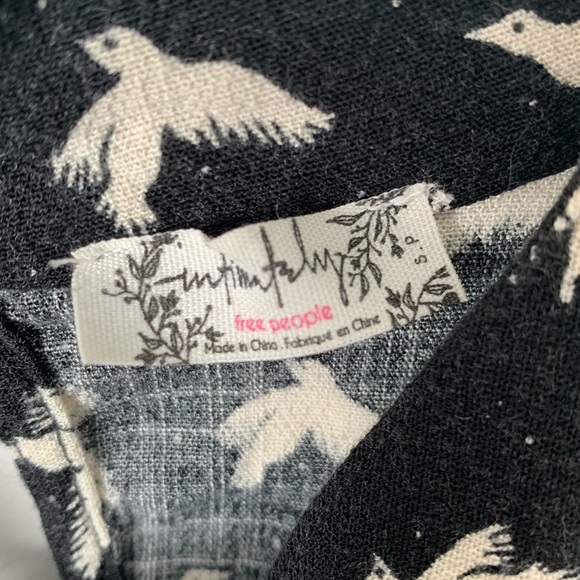 intimately
free people
Made in China. Fabriqué en Chine
S.P